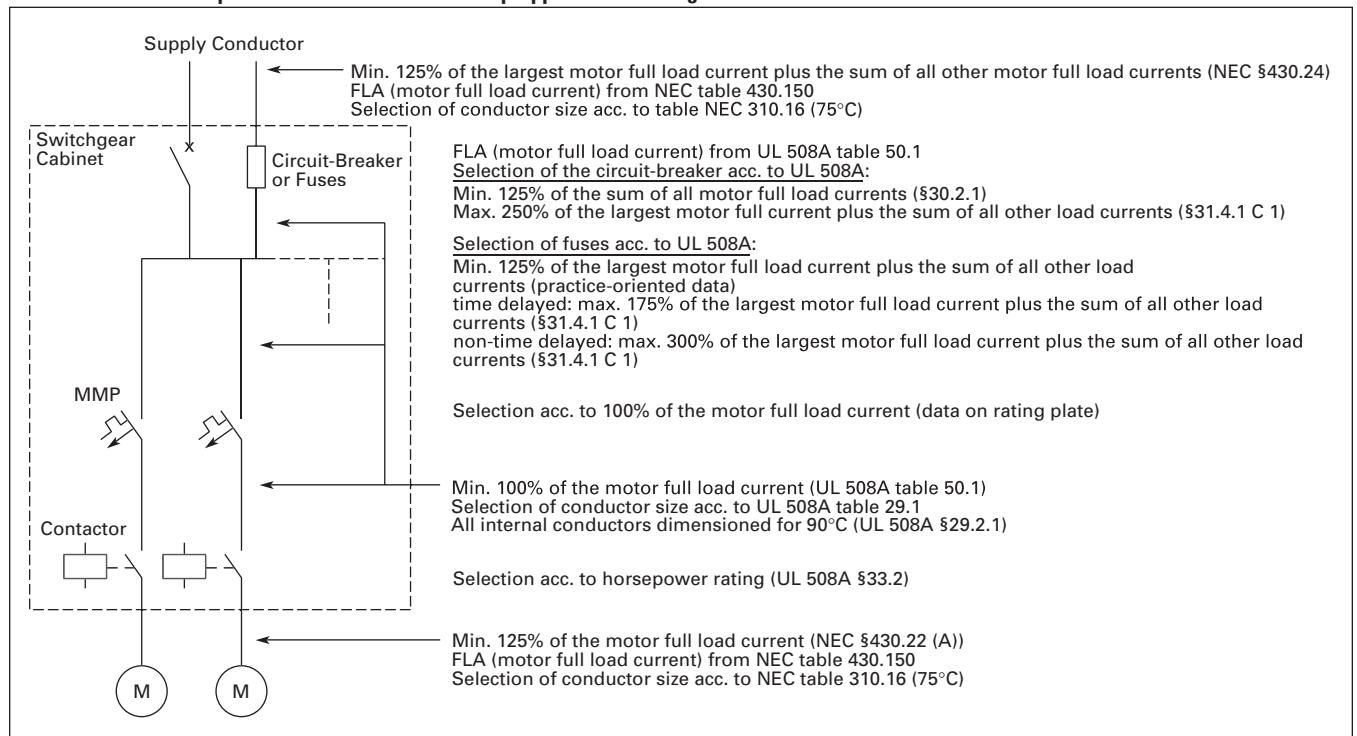 Supply Conductor
Min. 125% of the largest motor full load current plus the sum of all other motor full load currents (NEC §430.24)
FLA (motor full load current) from NEC table 430.150
Selection of conductor size acc. to table NEC 310.16 (75°C)
Switchgear
Cabinet
Circuit-Breaker
or Fuses
FLA (motor full load current) from UL 508A table 50.1
Selection of the circuit-breaker acc. to UL 508A:
Min. 125% of the sum of all motor full load currents (§30.2.1)
Max. 250% of the largest motor full current plus the sum of all other load currents (§31.4.1 C 1)
Selection of fuses acc. to UL 508A:
Min. 125% of the largest motor full load current plus the sum of all other load
currents (practice-oriented data)
time delayed: max. 175% of the largest motor full load current plus the sum of all other load
currents (§31.4.1 C 1)
non-time delayed: max. 300% of the largest motor full load current plus the sum of all other load
currents (§31.4.1 C 1)
MMP
Selection acc. to 100% of the motor full load current (data on rating plate)
Min. 100% of the motor full load current (UL 508A table 50.1)
Selection of conductor size acc. to UL 508A table 29.1
All internal conductors dimensioned for 90°C (UL 508A §29.2.1)
Contactor
Selection acc. to horsepower rating (UL 508A §33.2)
Min. 125% of the motor full load current (NEC §430.22 (A))
FLA (motor full load current) from NEC table 430.150
Selection of conductor size acc. to NEC table 310.16 (75°C)
M
M